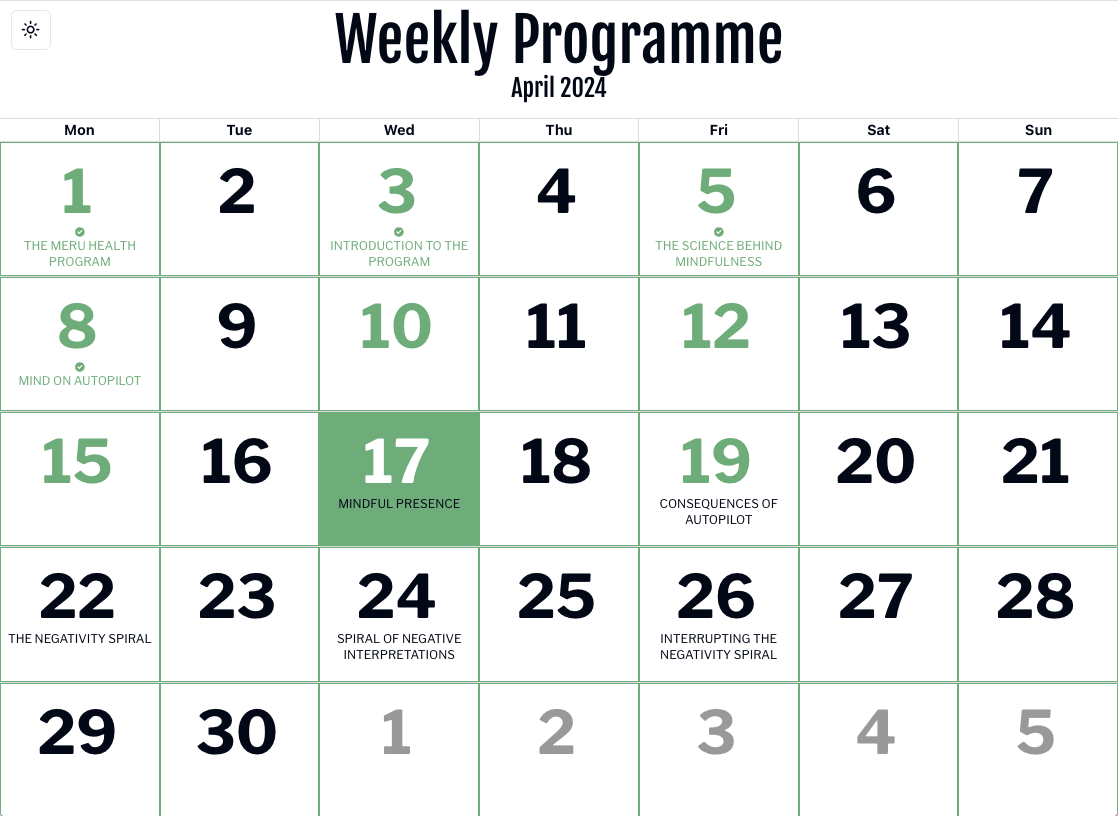 Weekly Programme
April 2024
Mon Tue Wed Thu Fri Sat Sun
1 2 3 4 5 6 7
THE MERU HEALTH
PROGRAM
INTRODUCTION TO THE
PROGRAM
THE SCIENCE BEHIND
MINDFULNESS
8 9 10 11 12 13 14
MIND ON AUTOPILOT
15 16 17 18 19 20 21
MINDFUL PRESENCE
CONSEQUENCES OF
AUTOPILOT
22 23 24 25 26 27 28
THE NEGATIVITY SPIRAL
SPIRAL OF NEGATIVE
INTERPRETATIONS
INTERRUPTING THE
NEGATIVITY SPIRAL
29 30 1 2 3 4 5